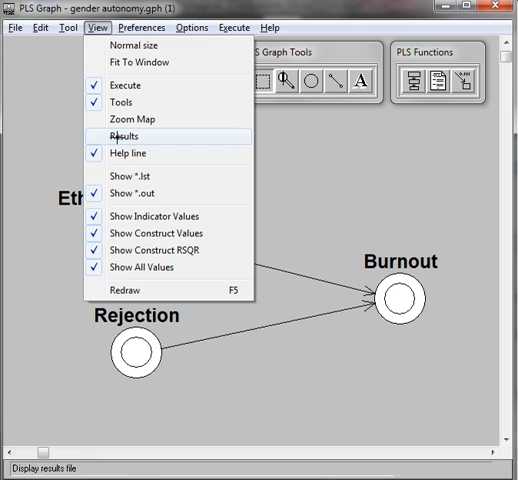 PLS Graph - gender autonomy.gph (1)
File Edit Tool View Preferences Options Execute Help
Normal size
Fit To Window
Execute
Tools
Zoom Map
Results
Help line
Show *.lst
Show *.out
Show Indicator Values
Show Construct Values
Show Construct RSQR
Show All Values
Redraw F5
S Graph Tools
A
PLS Functions
Eth
Burnout
Rejection
Display results file